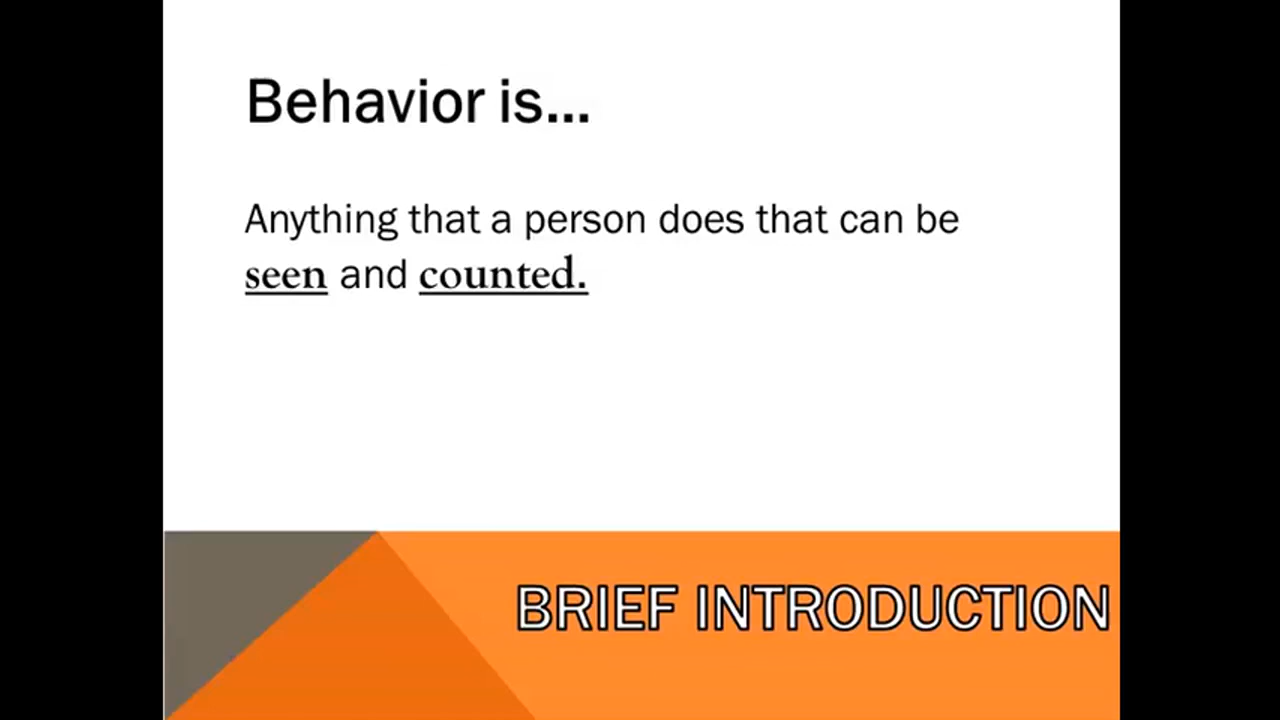 Behavior is...
Anything that a person does that can be
seen and counted.
BRIEF INTRODUCTION